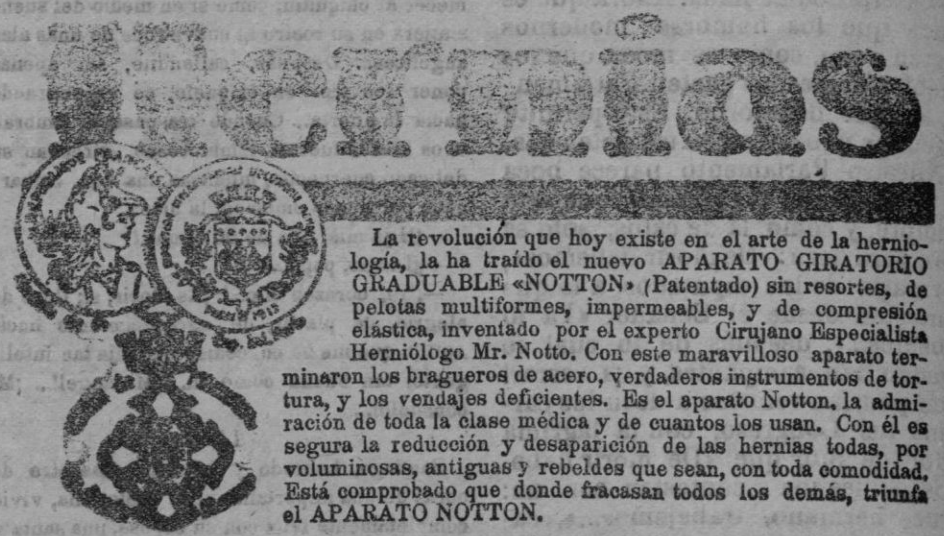 Hernias
La revolución que hoy existe en el arte de la hernio-
logía, la ha traído el nuevo APARATO GIRATORIO
GRADUABLE «NOTTON» (Patentado) sin resortes, de
pelotas multiformes, impermeables, y de compresión
elástica, inventado por el experto Cirujano Especialista
Herniólogo Mr. Notto. Con este maravilloso aparato ter-
minaron los bragueros de acero, verdaderos instrumentos de tor-
tura, y los vendajes deficientes. Es el aparato Notton, la admi-
ración de toda la clase médica y de cuantos los usan. Con él es
segura la reducción y desaparición de las hernias todas, por
voluminosas, antiguas y rebeldes que sean, con toda comodidad.
Está comprobado que donde fracasan todos los demás, triunfa
el APARATO NOTTON.